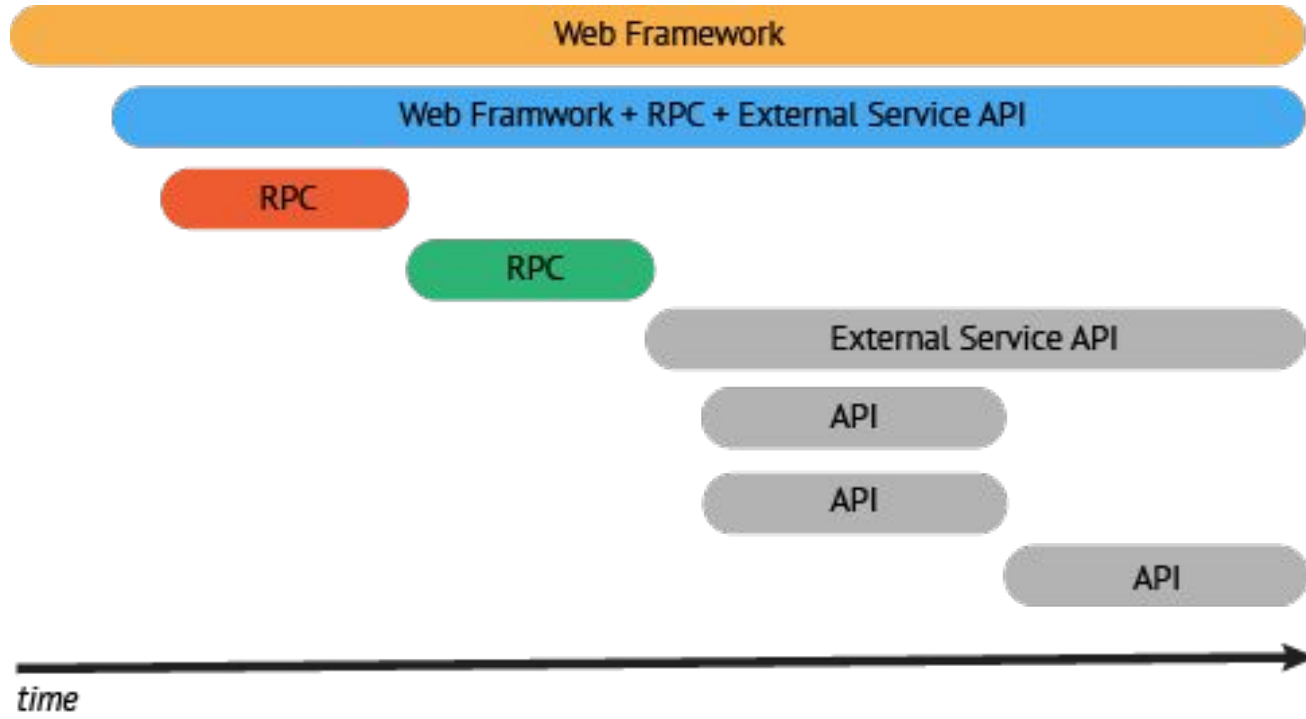 Web Framework
Web Framwork + RPC + External Service API
RPC
RPC
External Service API
API
API
API
time